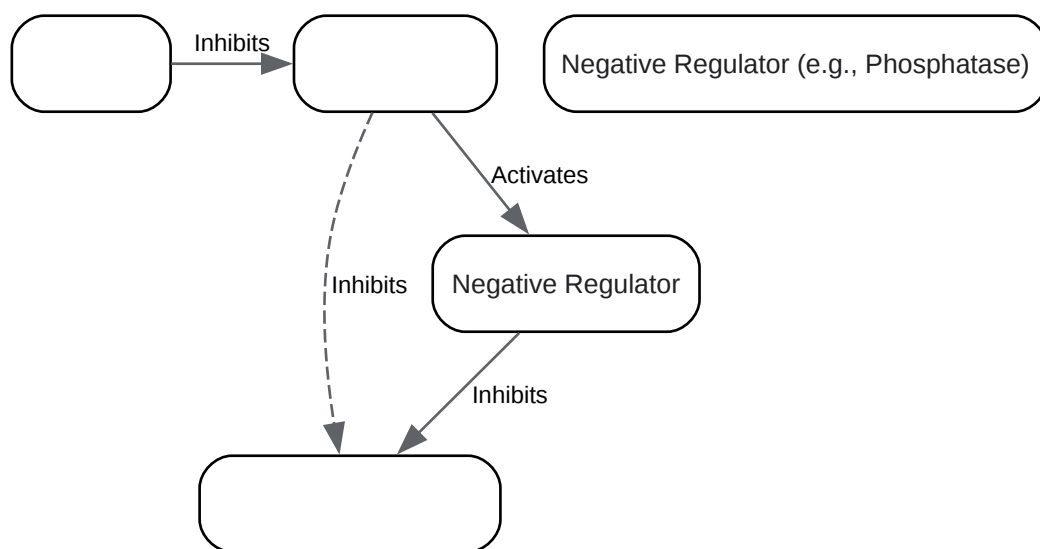 Inhibits
Negative Regulator (e.g., Phosphatase)
Activates
Inhibits
Negative Regulator
Inhibits